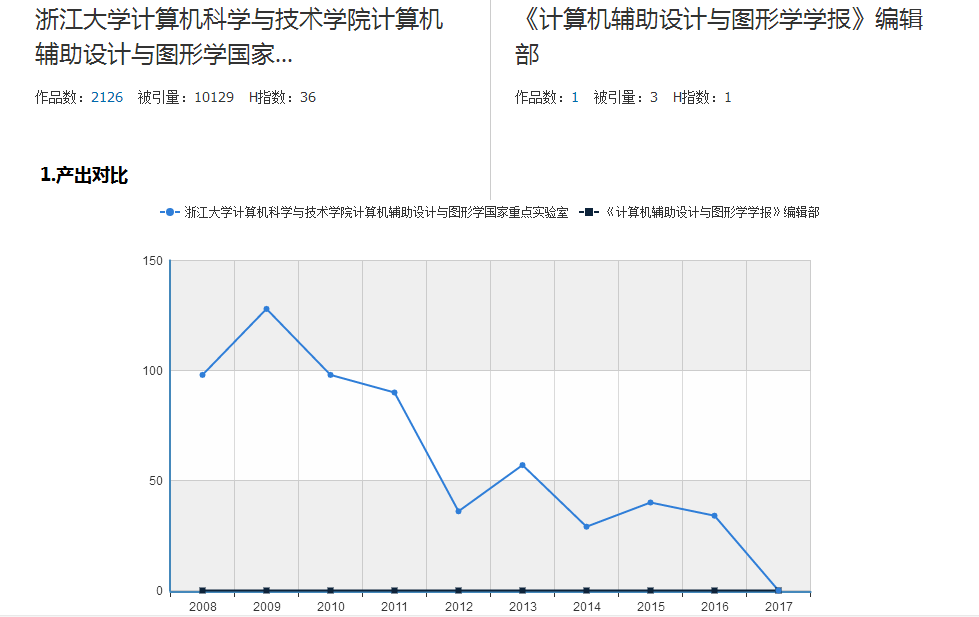 浙江大学计算机科学与技术学院计算机
辅助设计与图形学国家...
作品数：2126 被引量：10129 H指数：36
《计算机辅助设计与图形学学报》编辑
部
作品数：1 被引量：3 H指数：1
1.产出对比
浙江大学计算机科学与技术学院计算机辅助设计与图形学国家重点实验室 《计算机辅助设计与图形学学报》编辑部
150
100
50
0
2008 2009 2010 2011 2012 2013 2014 2015 2016 2017